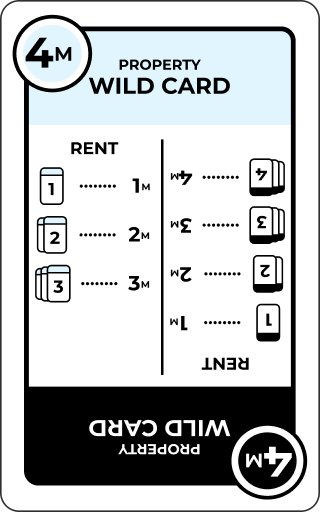 4M
PROPERTY
WILD CARD
RENT
1 ........ 1M
2 ........ 2M
3 ........ 3M
RENT
1 ........ 1M
2 ........ 2M
3 ........ 3M
4 ........ 4M
4M
PROPERTY
WILD CARD